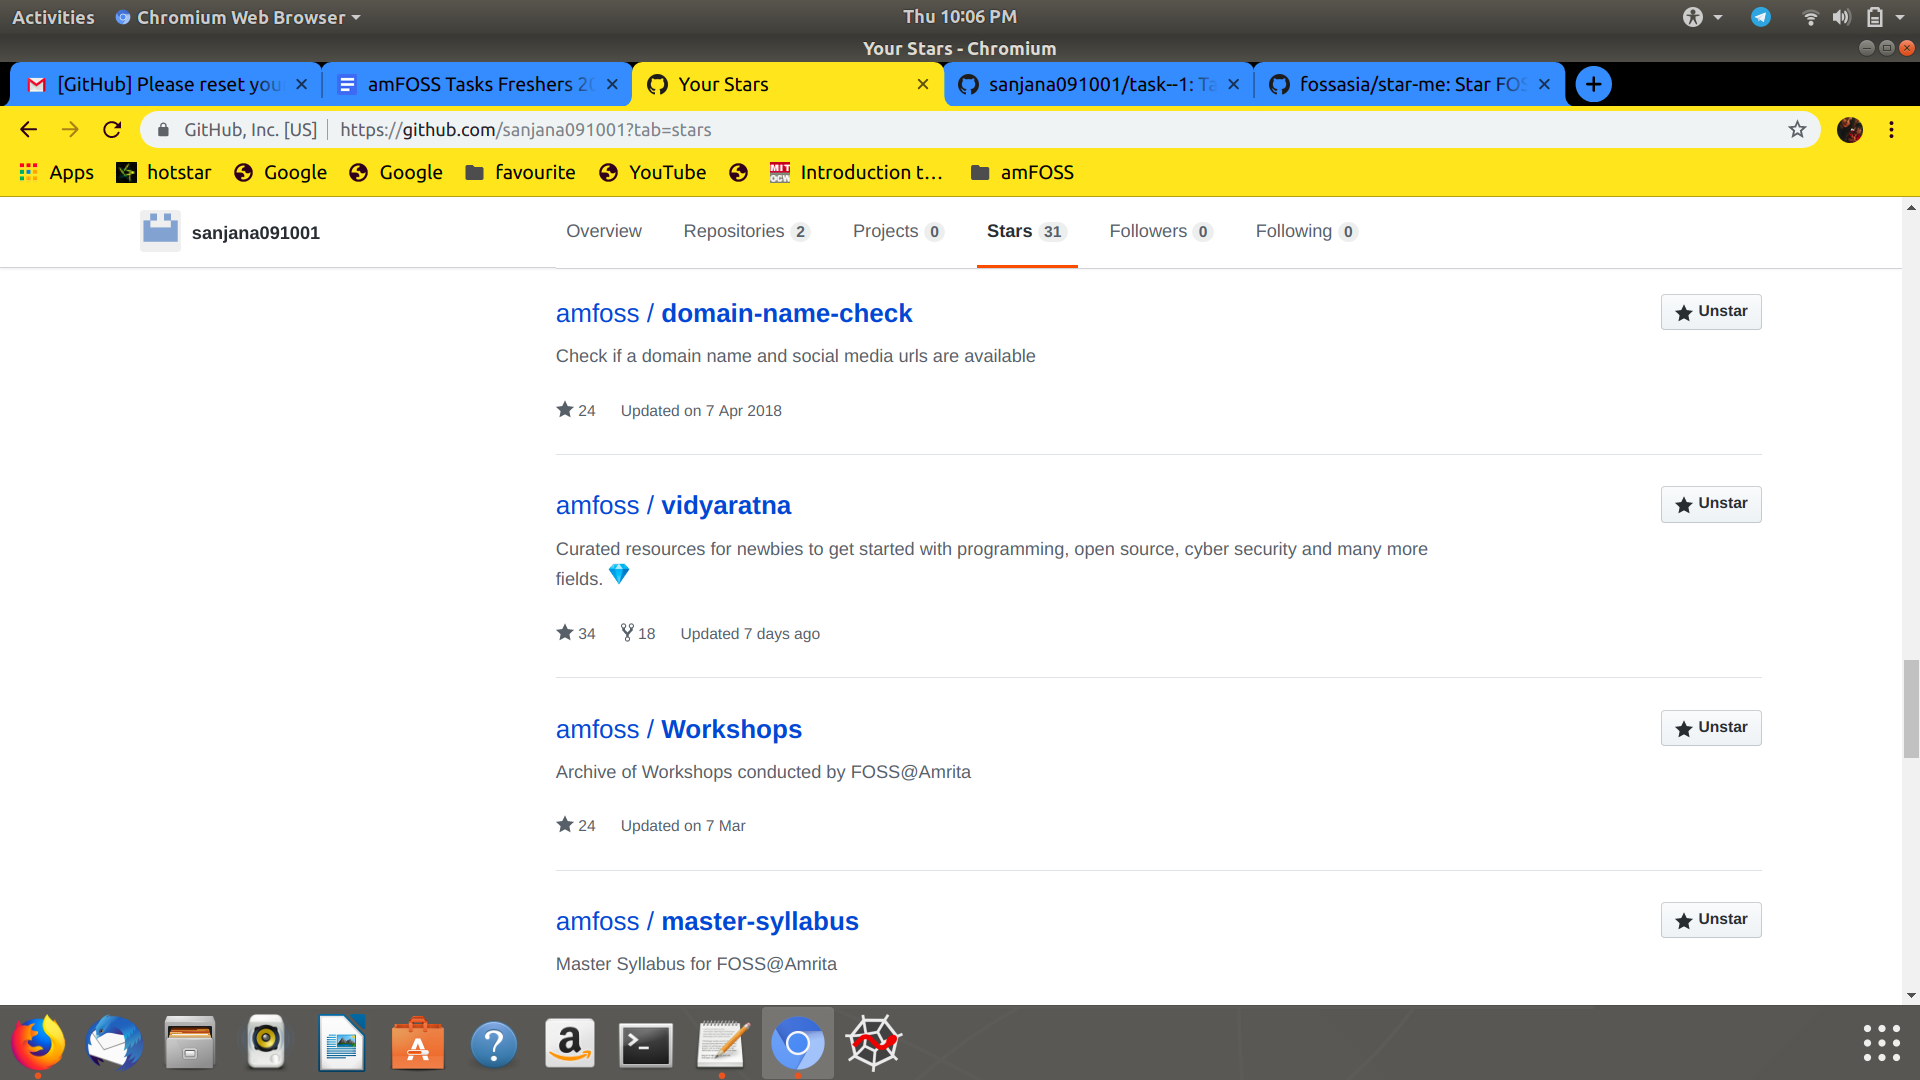 Activities
Chromium Web Browser
Thu 10:06 PM
Your Stars - Chromium
[GitHub] Please reset you
amFOSS Tasks Freshers 20
Your Stars
sanjana091001/task--1: Ta
fossasia/star-me: Star FOS
GitHub, Inc. [US]
https://github.com/sanjana091001?tab=stars
Apps
hotstar
Google
Google
favourite
YouTube
MIT
OCW
Introduction t...
amFOSS
sanjana091001
Overview
Repositories 2
Projects 0
Stars 31
Followers 0
Following 0
amfoss / domain-name-check
Unstar
Check if a domain name and social media urls are available
24 Updated on 7 Apr 2018
amfoss / vidyaratna
Unstar
Curated resources for newbies to get started with programming, open source, cyber security and many more
fields.
34 18 Updated 7 days ago
amfoss / Workshops
Unstar
Archive of Workshops conducted by FOSS@Amrita
24 Updated on 7 Mar
amfoss / master-syllabus
Unstar
Master Syllabus for FOSS@Amrita